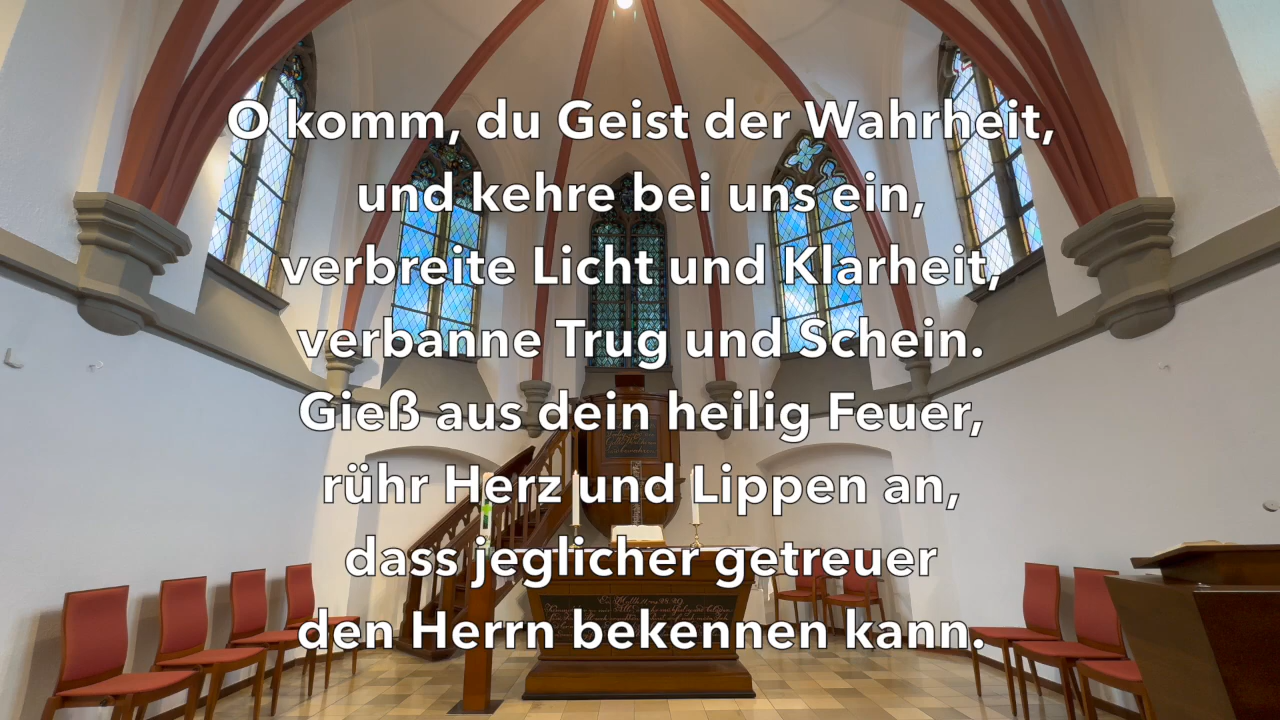 O komm, du Geist der Wahrheit,
und kehre bei uns ein,
verbreite Licht und Klarheit,
verbanne Trug und Schein.
Gieß aus dein heilig Feuer,
rühr Herz und Lippen an,
dass jeglicher getreuer
den Herrn bekennen kann.